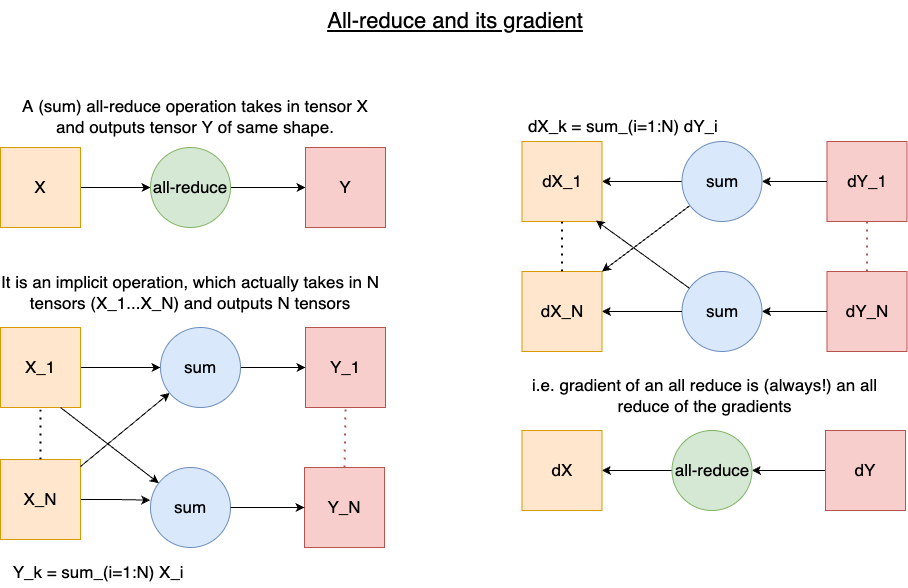 All-reduce and its gradient
A (sum) all-reduce operation takes in tensor X
and outputs tensor Y of same shape.
X
all-reduce
Y
It is an implicit operation, which actually takes in N
tensors (X_1...X_N) and outputs N tensors
X_1
sum
Y_1
X_N
sum
Y_N
Y_k = sum_(i=1:N) X_i
dX_k = sum_(i=1:N) dY_i
dX_1
sum
dY_1
dX_N
sum
dY_N
i.e. gradient of an all reduce is (always!) an all
reduce of the gradients
dX
all-reduce
dY